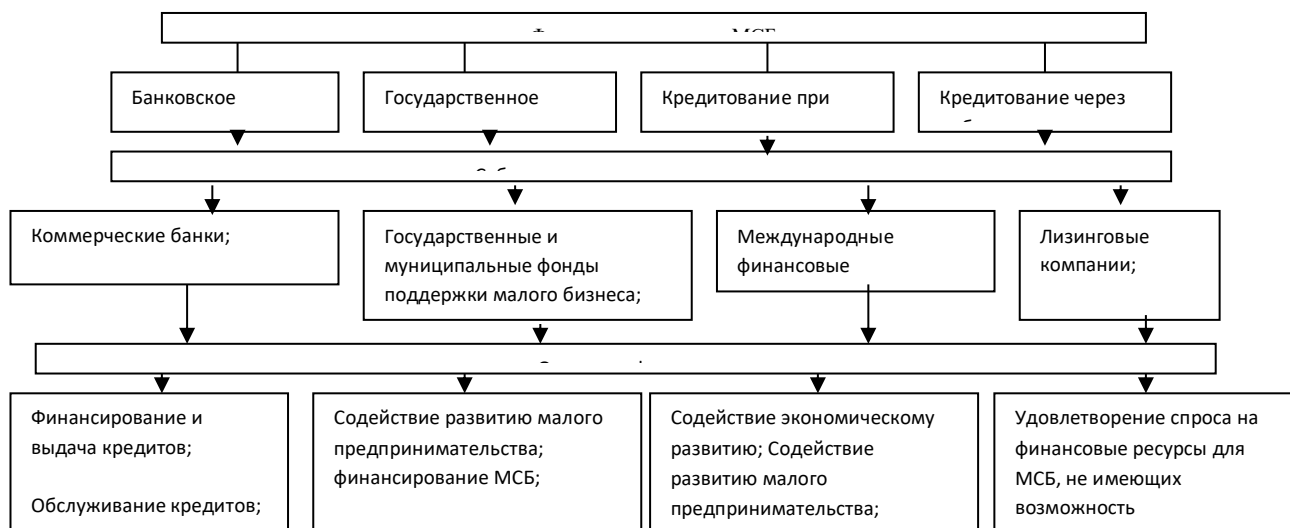 МСБ
Банковское
Государственное
Кредитование при
Кредитование через
Коммерческие банки;
Государственные и
муниципальные фонды
поддержки малого бизнеса;
Международные
финансовые
Лизинговые
компании;
Финансирование и
выдача кредитов;
Обслуживание кредитов;
Содействие развитию малого
предпринимательства;
финансирование МСБ;
Содействие экономическому
развитию; Содействие
развитию малого
предпринимательства;
Удовлетворение спроса на
финансовые ресурсы для
МСБ, не имеющих
возможность